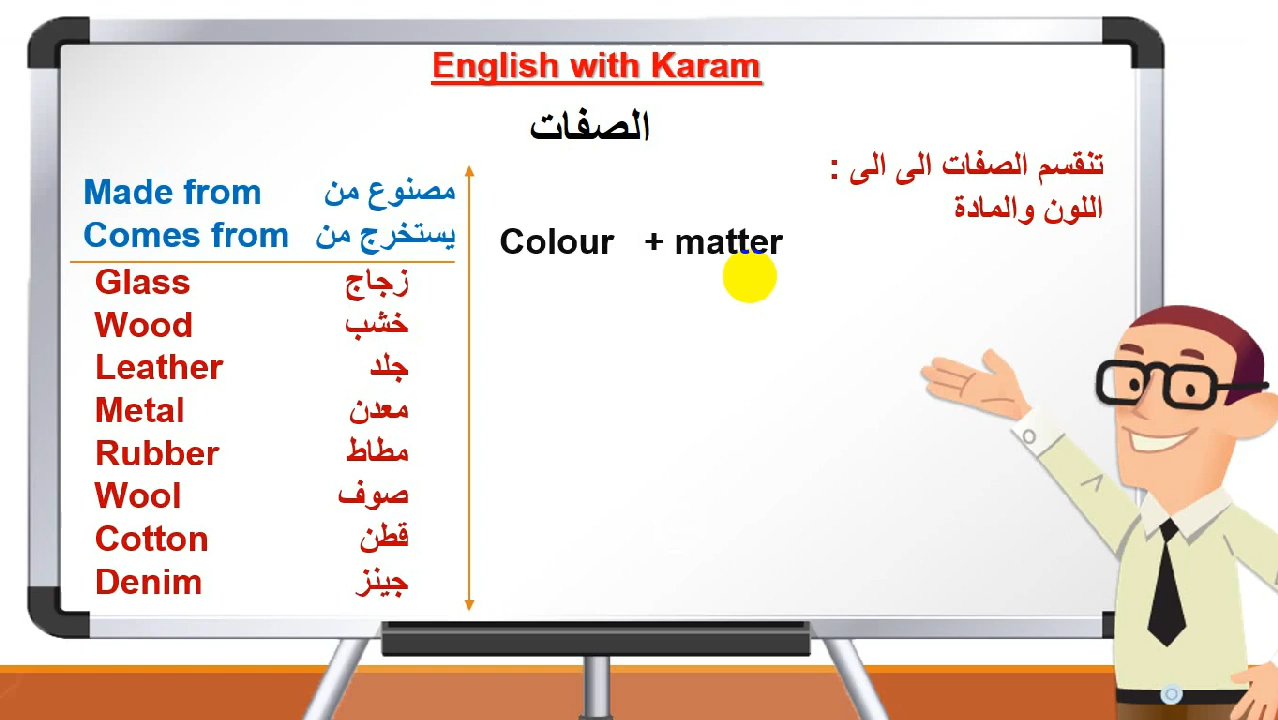 English with Karam
الصفات
تنقسم الصفات الى الى :
اللون والمادة
Colour + matter
Made from مصنوع من
Comes from يستخرج من
Glass زجاج
Wood خشب
Leather جلد
Metal معدن
Rubber مطاط
Wool صوف
Cotton قطن
Denim جينز